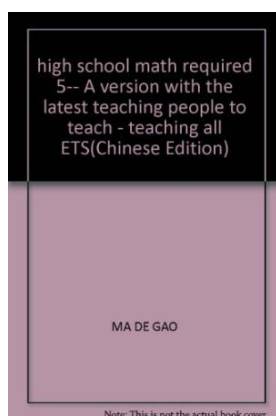 high school math required
5-- A version with the
latest teaching people to
teach - teaching all
ETS(Chinese Edition)
MA DE GAO
Note: This is not the actual book cover